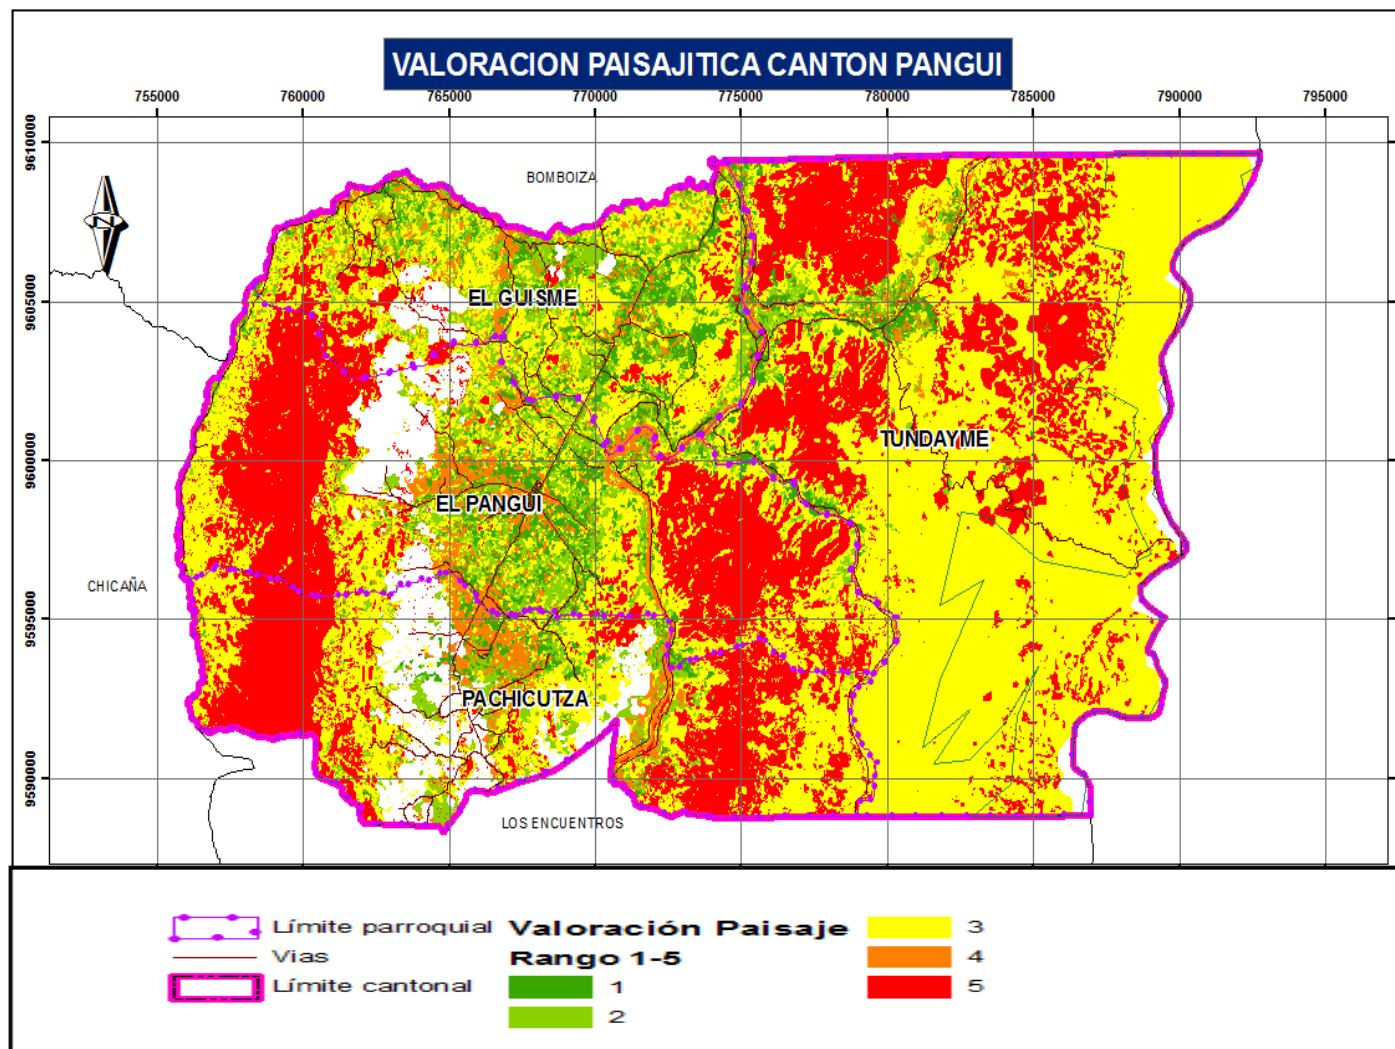 VALORACION PAISAJITICA CANTON PANGUI
755000 760000 765000 770000 775000 780000 785000 790000 795000
9610000
9605000
9600000
9595000
9590000
N
BOMBOIZA
EL GUISME
TUNDAYME
EL PANGUI
CHICAÑA
PACHICUTZA
LOS ENCUENTROS
Límite parroquial
Vias
Límite cantonal
Valoración Paisaje
Rango 1-5
1
2
3
4
5